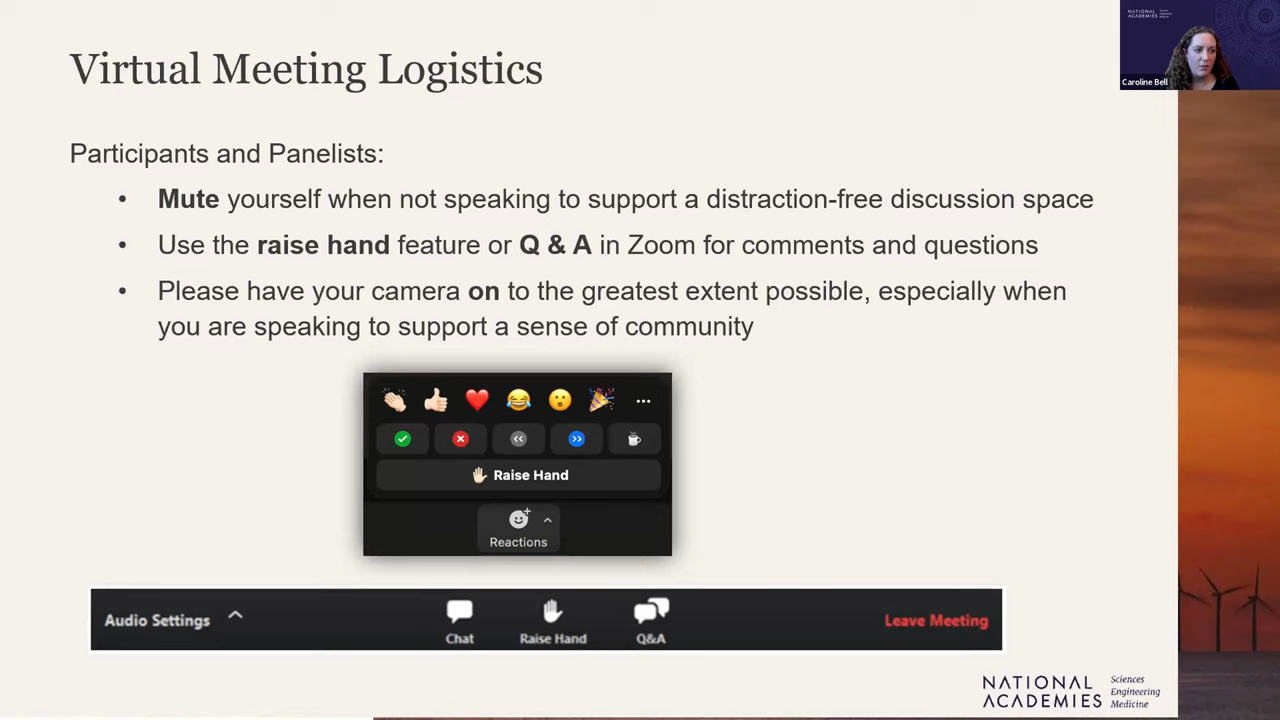 Virtual Meeting Logistics
NATIONAL
ACADEMIES
Caroline Bell
Participants and Panelists:
• Mute yourself when not speaking to support a distraction-free discussion space
• Use the raise hand feature or Q & A in Zoom for comments and questions
• Please have your camera on to the greatest extent possible, especially when
you are speaking to support a sense of community
Raise Hand
Reactions
Audio Settings
Chat
Raise Hand
Q&A
Leave Meeting
NATIONAL
ACADEMIES
Sciences
Engineering
Medicine